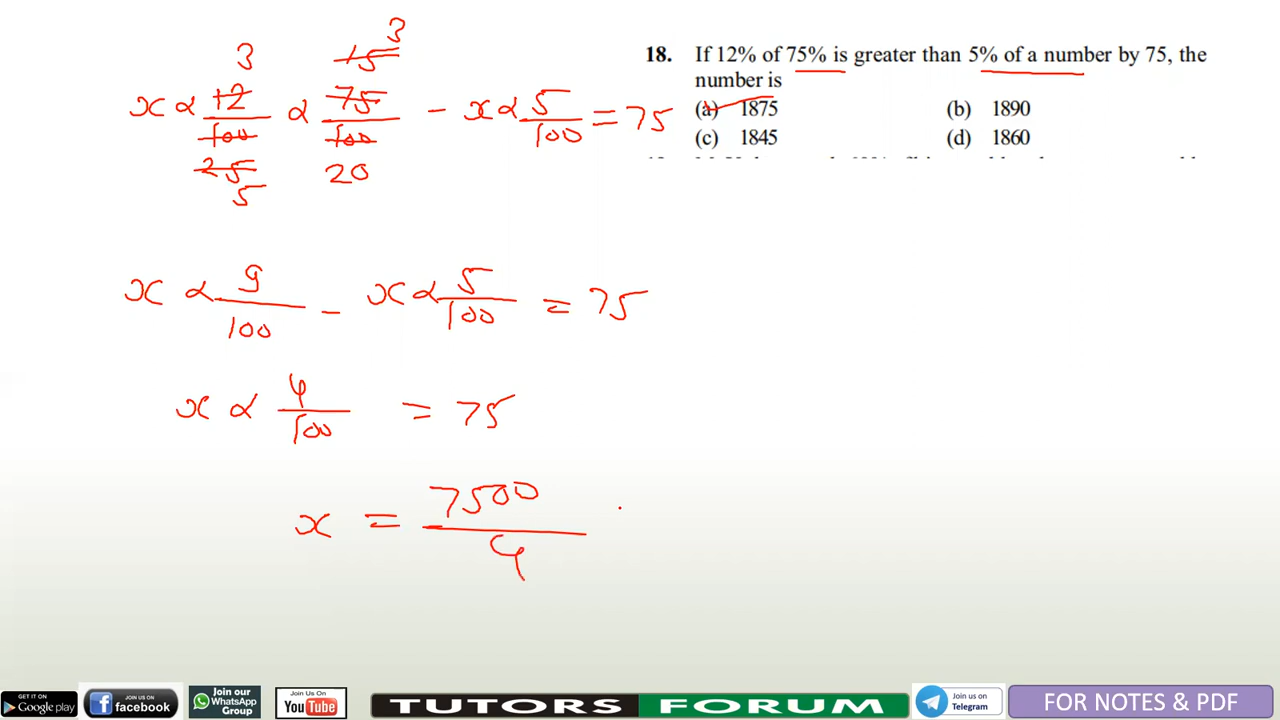 18. If 12% of 75% is greater than 5% of a number by 75, the
number is
(a) 1875 (b) 1890
(c) 1845 (d) 1860
3 15 3
x ∝ 12/100 ∝ 75/100 − x ∝ 5/100 = 75
25 20
5
x ∝ 9/100 − x ∝ 5/100 = 75
x ∝ 4/100 = 75
x = 7500/4
GET IT ON
Google play
JOIN US ON
facebook
Join our
WhatsApp
Group
Join Us On
YouTube
TUTORS FORUM
Join us on
Telegram
FOR NOTES & PDF